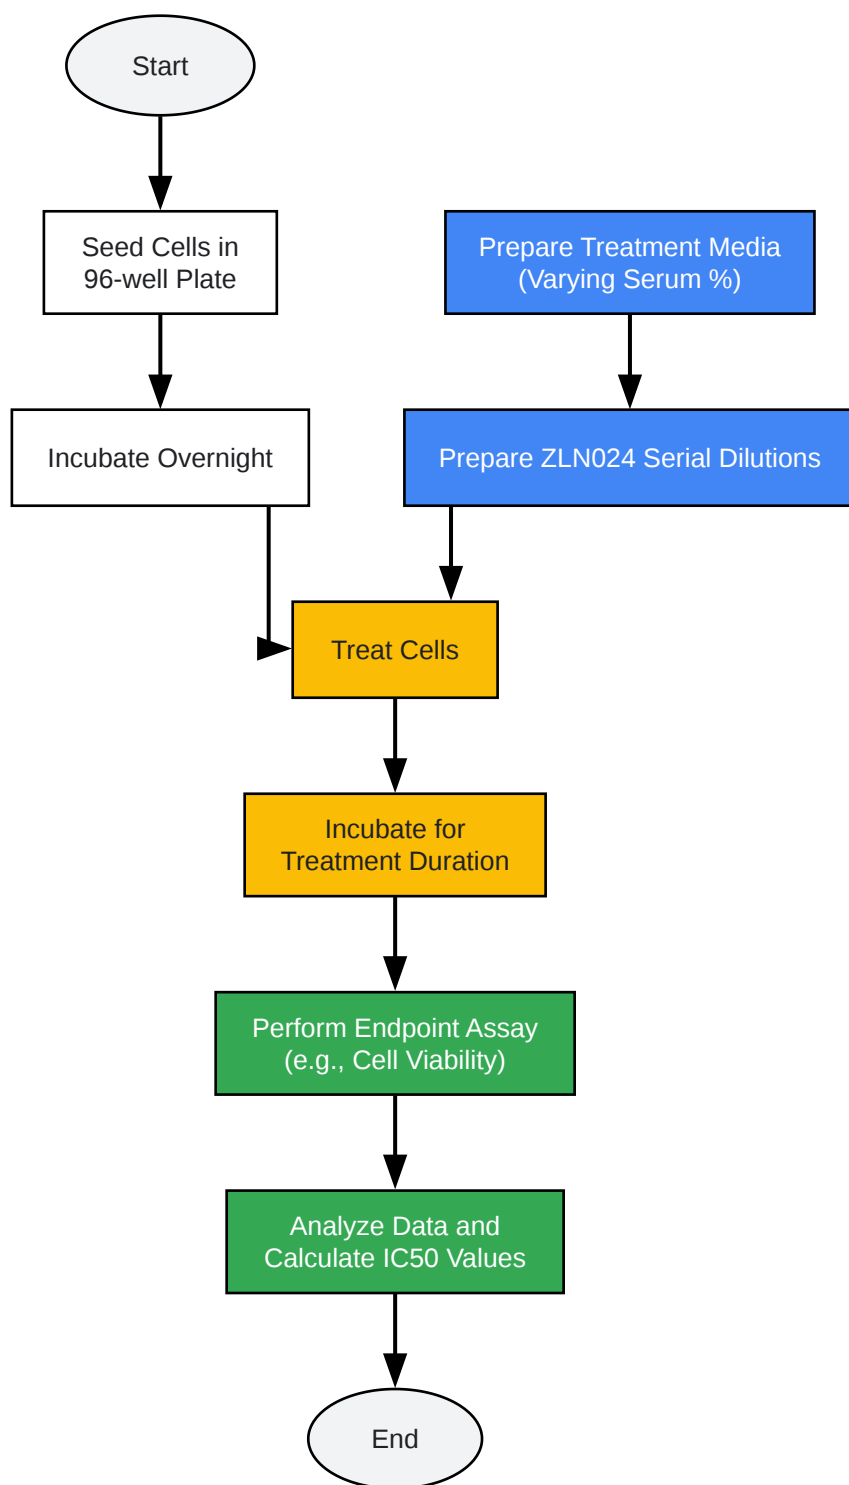 Start
Seed Cells in
96-well Plate
Prepare Treatment Media
(Varying Serum %)
Incubate Overnight
Prepare ZLN024 Serial Dilutions
Treat Cells
Incubate for
Treatment Duration
Perform Endpoint Assay
(e.g., Cell Viability)
Analyze Data and
Calculate IC50 Values
End